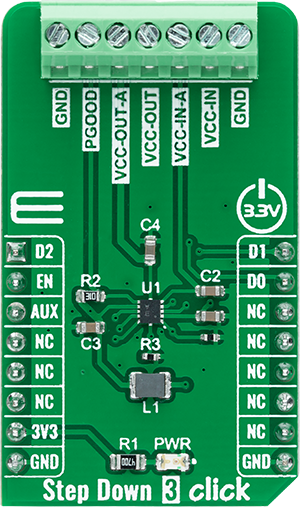 GND PGOOD VCC-OUT-A VCC-OUT VCC-IN-A VCC-IN GND
3.3V
C4
D2 D1
EN R2 U1 C2 D0
AUX NC
NC C3 R3 NC
NC NC
NC L1 NC
3V3 R1 PWR NC
GND 4700 GND
Step Down 3 click